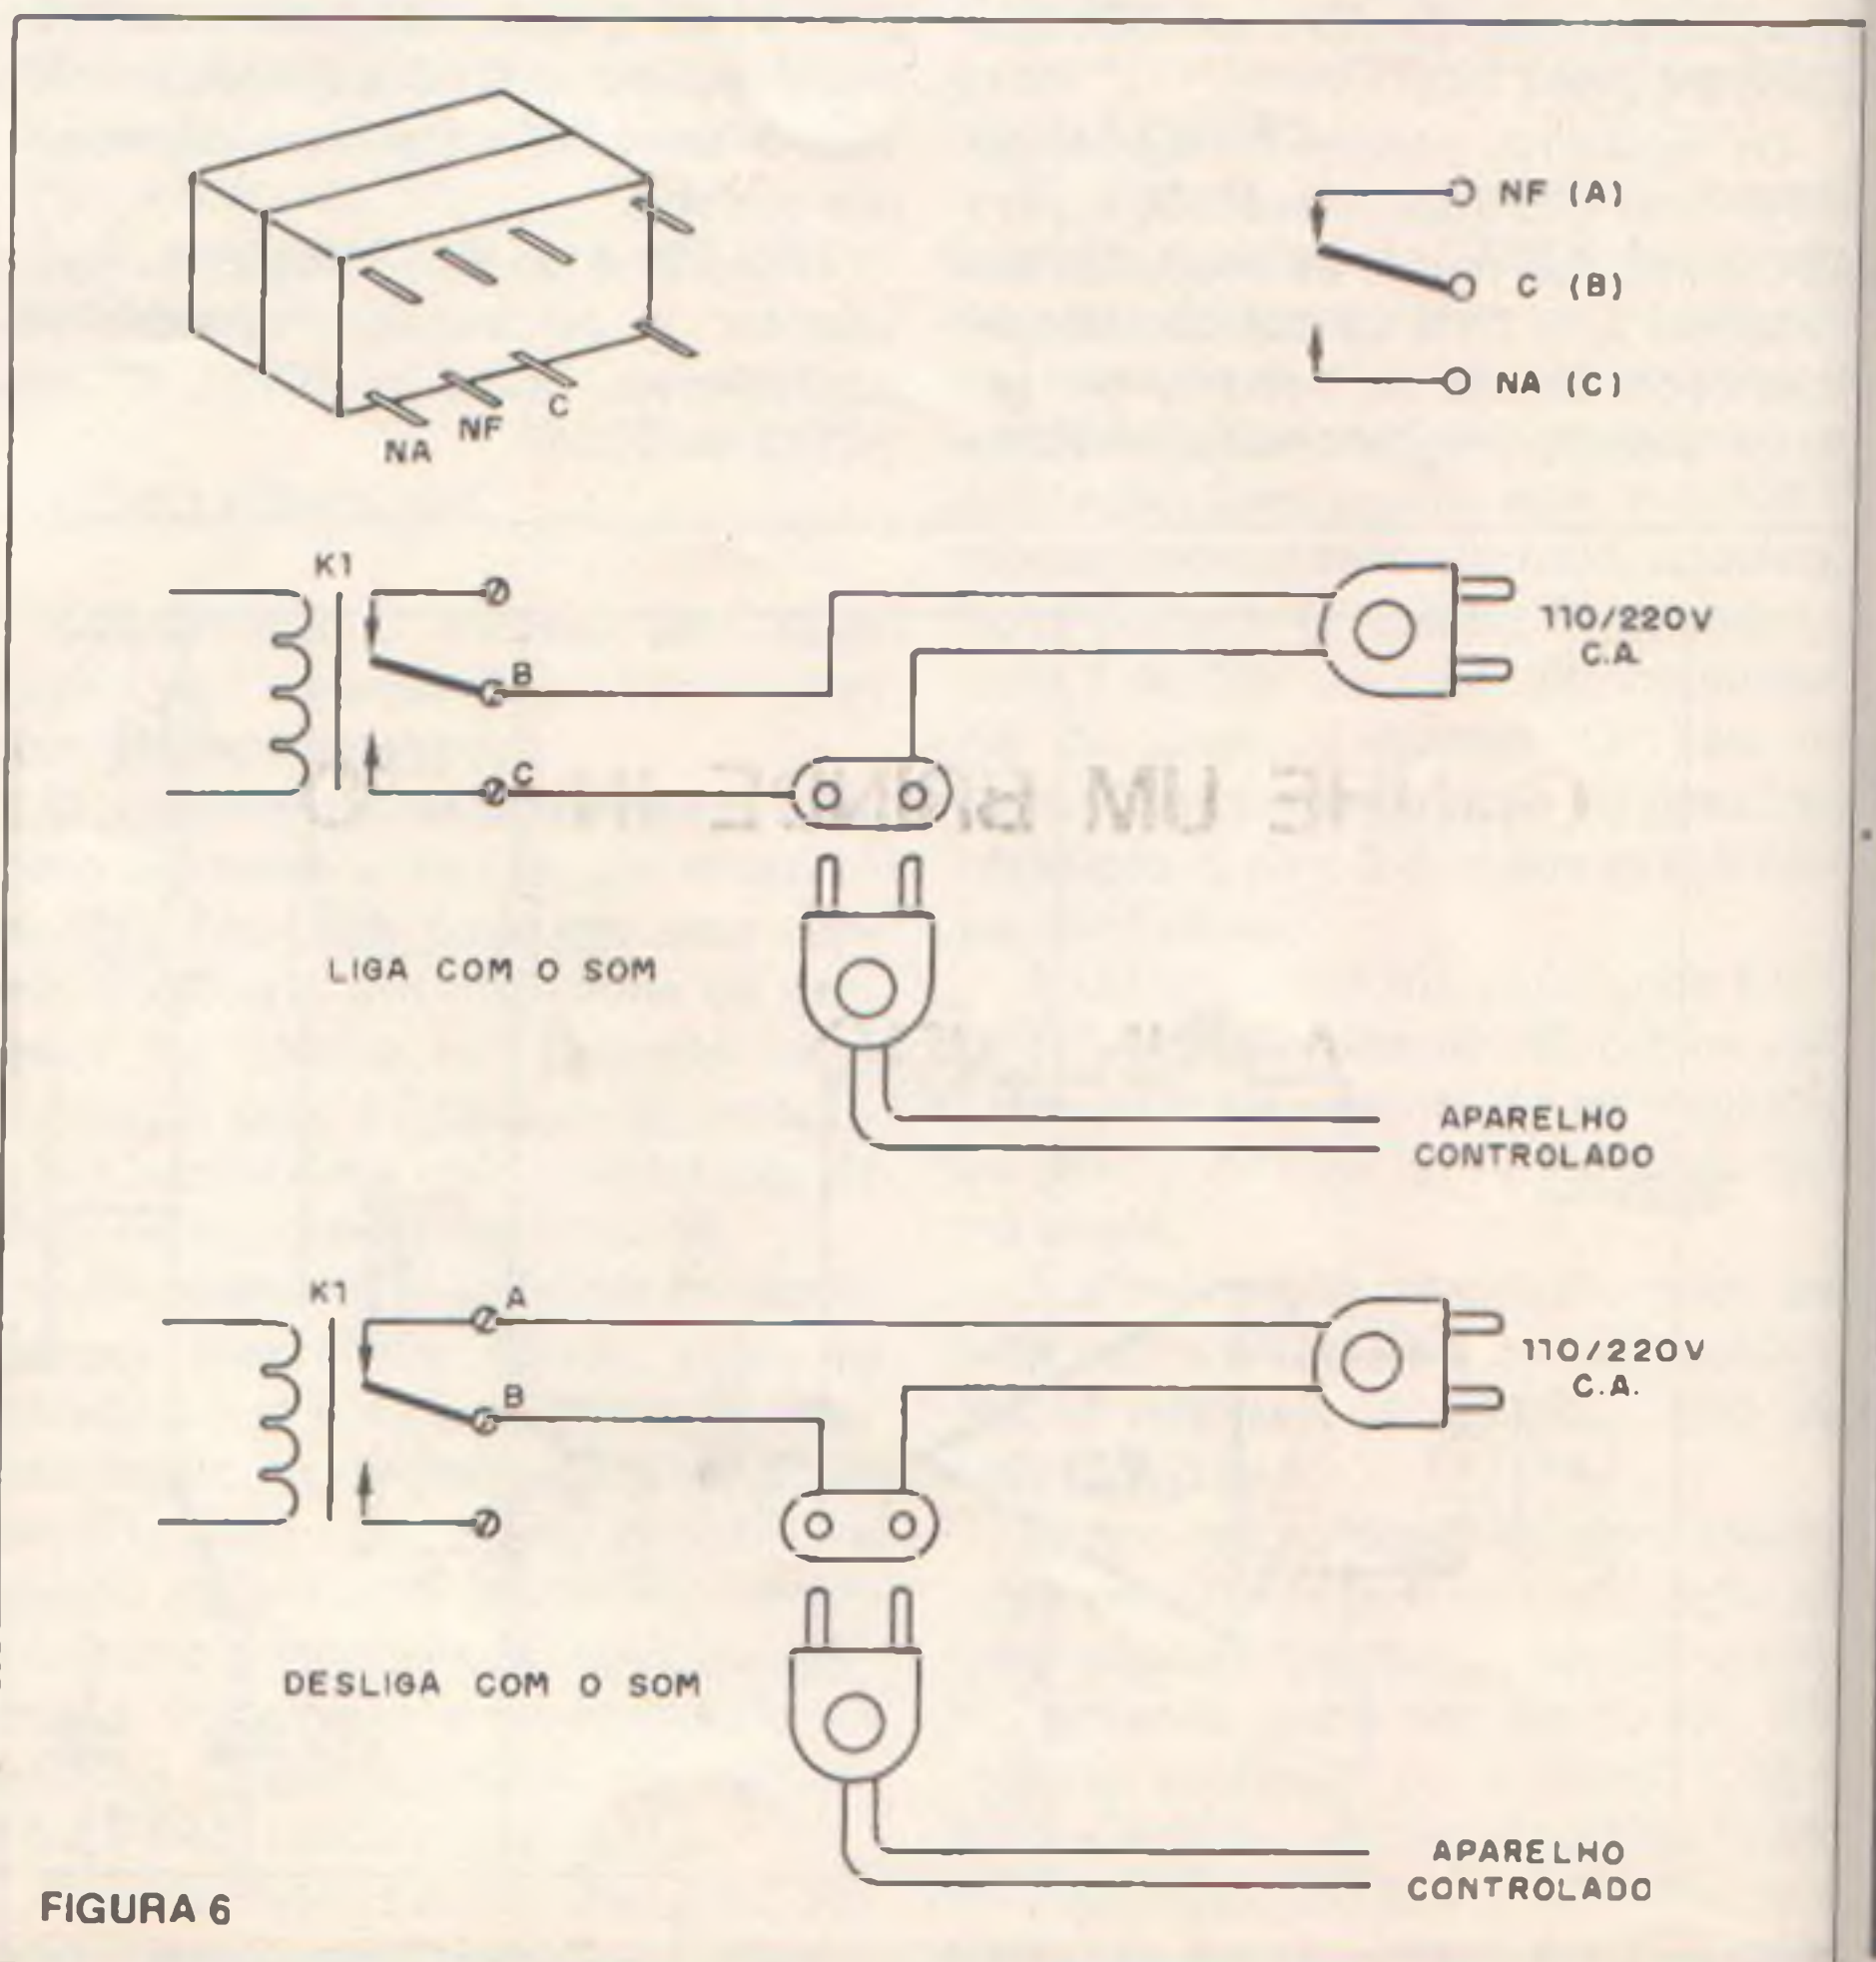 NF (A)
C (B)
NA (C)
NA
NF
C
K1
B
C
110/220V
C.A.
LIGA COM O SOM
APARELHO
CONTROLADO
K1
A
B
110/220V
C.A.
DESLIGA COM O SOM
APARELHO
CONTROLADO
FIGURA 6